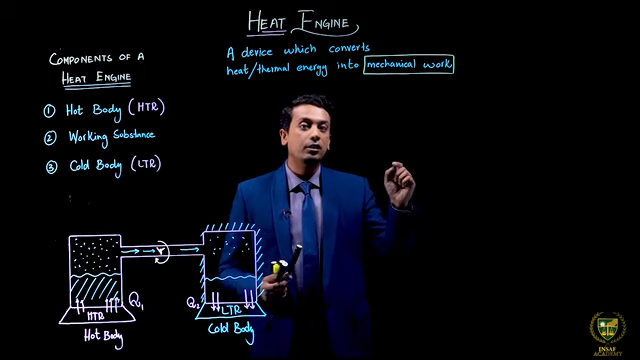 HEAT ENGINE
A device which converts
heat/thermal energy into mechanical work
COMPONENTS OF A
HEAT ENGINE
① Hot Body (HTR)
② Working Substance
③ Cold Body (LTR)
Q₁
Q₂
HTR
LTR
Hot Body
Cold Body
INSAF
ACADEMY